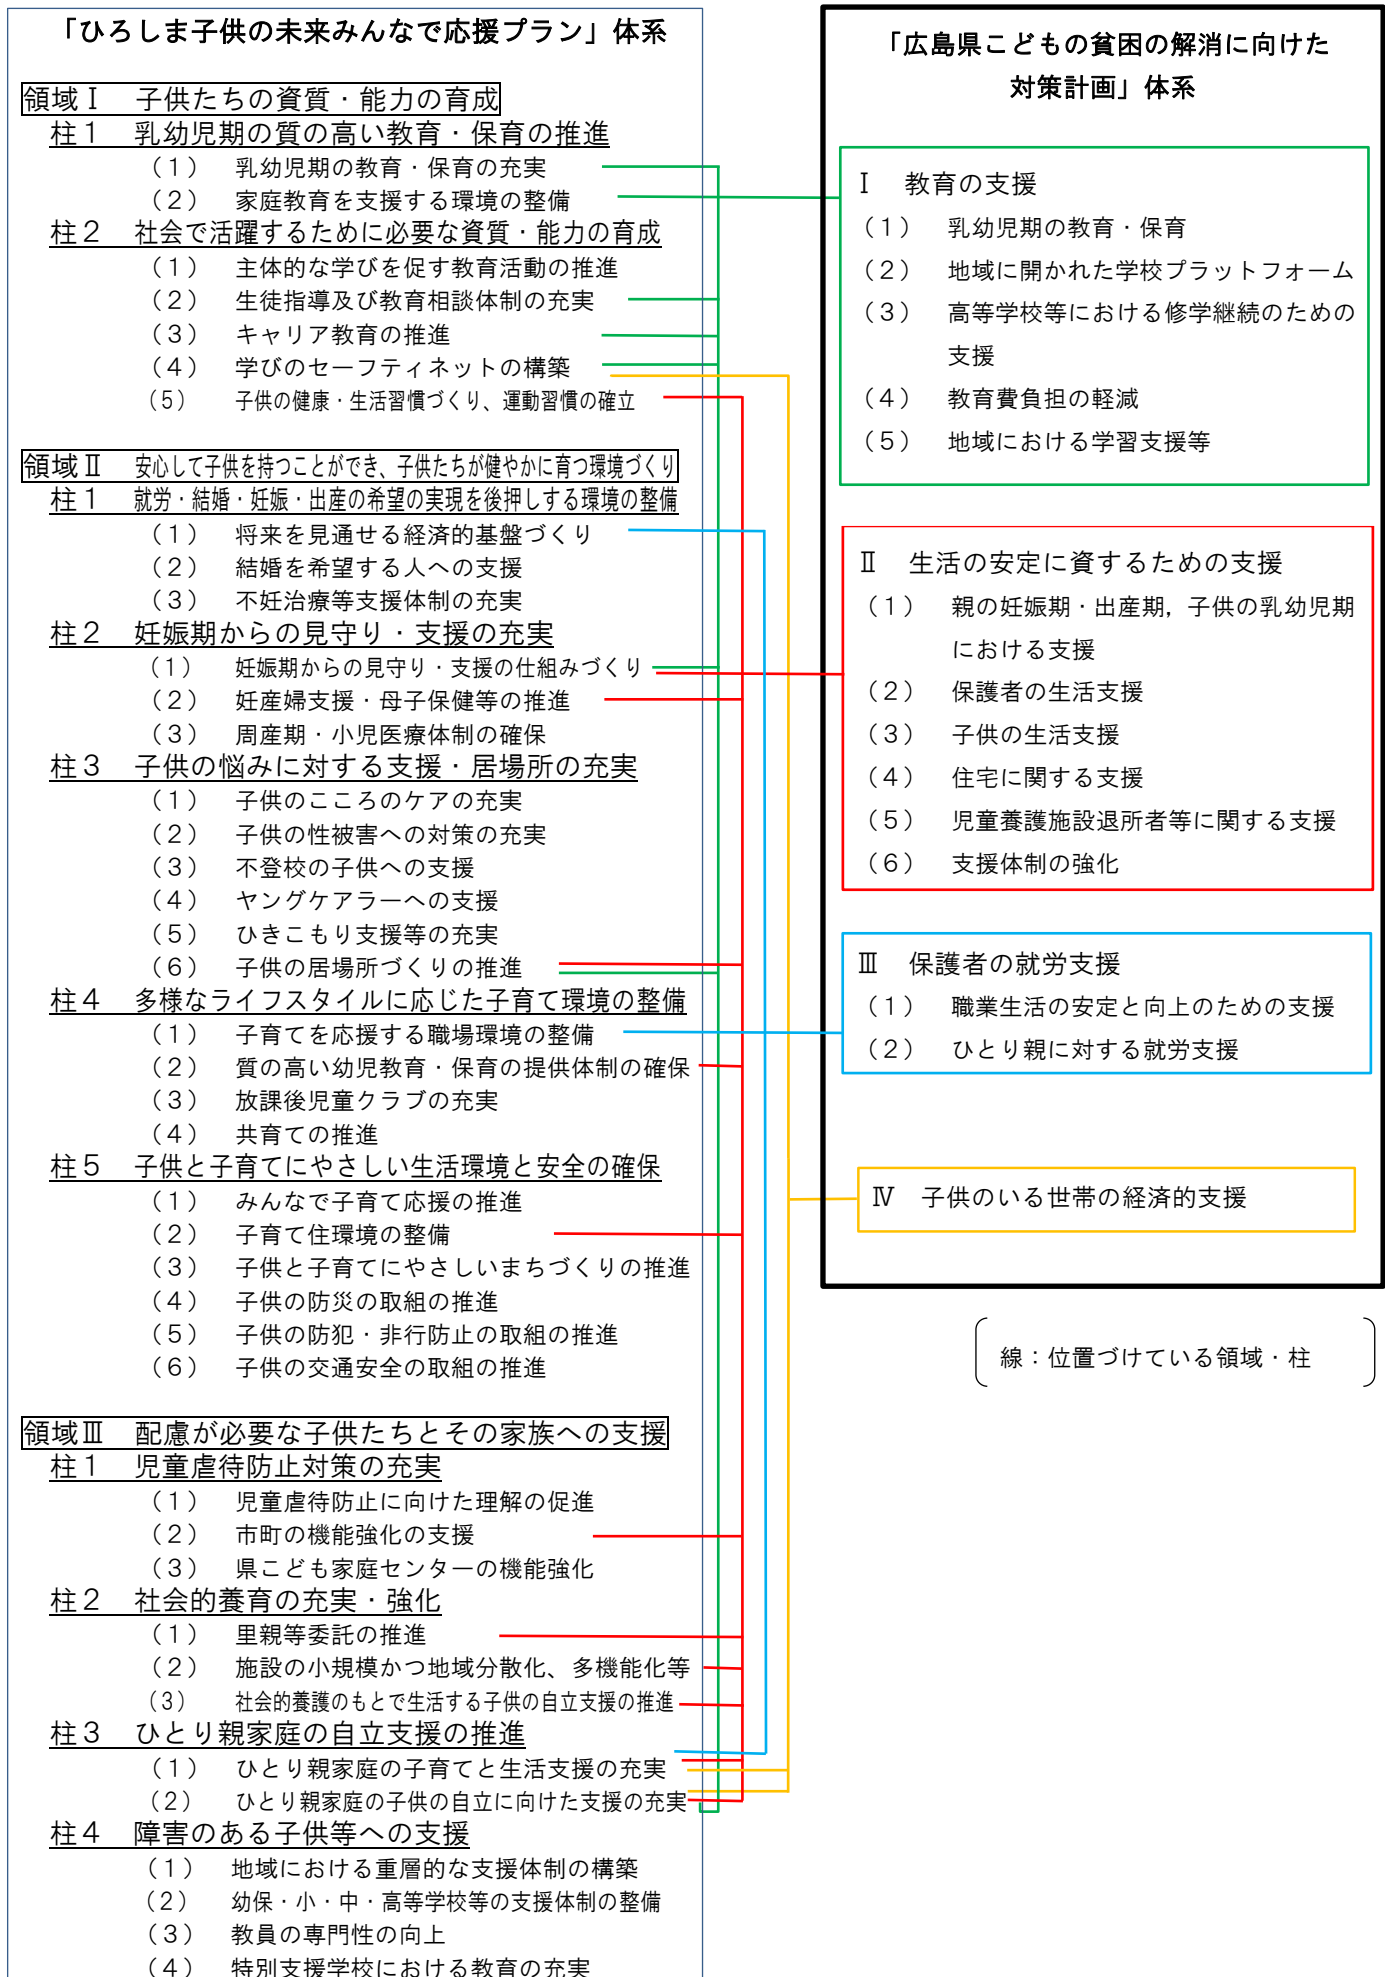 「ひろしま子供の未来みんなで応援プラン」体系
領域Ⅰ　子供たちの資質・能力の育成
柱１　乳幼児期の質の高い教育・保育の推進
（１）　乳幼児期の教育・保育の充実
（２）　家庭教育を支援する環境の整備
柱２　社会で活躍するために必要な資質・能力の育成
（１）　主体的な学びを促す教育活動の推進
（２）　生徒指導及び教育相談体制の充実
（３）　キャリア教育の推進
（４）　学びのセーフティネットの構築
（５）　子供の健康・生活習慣づくり、運動習慣の確立
領域Ⅱ　安心して子供を持つことができ、子供たちが健やかに育つ環境づくり
柱１　就労・結婚・妊娠・出産の希望の実現を後押しする環境の整備
（１）　将来を見通せる経済的基盤づくり
（２）　結婚を希望する人への支援
（３）　不妊治療等支援体制の充実
柱２　妊娠期からの見守り・支援の充実
（１）　妊娠期からの見守り・支援の仕組みづくり
（２）　妊産婦支援・母子保健等の推進
（３）　周産期・小児医療体制の確保
柱３　子供の悩みに対する支援・居場所の充実
（１）　子供のこころのケアの充実
（２）　子供の性被害への対策の充実
（３）　不登校の子供への支援
（４）　ヤングケアラーへの支援
（５）　ひきこもり支援等の充実
（６）　子供の居場所づくりの推進
柱４　多様なライフスタイルに応じた子育て環境の整備
（１）　子育てを応援する職場環境の整備
（２）　質の高い幼児教育・保育の提供体制の確保
（３）　放課後児童クラブの充実
（４）　共育ての推進
柱５　子供と子育てにやさしい生活環境と安全の確保
（１）　みんなで子育て応援の推進
（２）　子育て住環境の整備
（３）　子供と子育てにやさしいまちづくりの推進
（４）　子供の防災の取組の推進
（５）　子供の防犯・非行防止の取組の推進
（６）　子供の交通安全の取組の推進
領域Ⅲ　配慮が必要な子供たちとその家族への支援
柱１　児童虐待防止対策の充実
（１）　児童虐待防止に向けた理解の促進
（２）　市町の機能強化の支援
（３）　県こども家庭センターの機能強化
柱２　社会的養育の充実・強化
（１）　里親等委託の推進
（２）　施設の小規模かつ地域分散化、多機能化等
（３）　社会的養護のもとで生活する子供の自立支援の推進
柱３　ひとり親家庭の自立支援の推進
（１）　ひとり親家庭の子育てと生活支援の充実
（２）　ひとり親家庭の子供の自立に向けた支援の充実
柱４　障害のある子供等への支援
（１）　地域における重層的な支援体制の構築
（２）　幼保・小・中・高等学校等の支援体制の整備
（３）　教員の専門性の向上
（４）　特別支援学校における教育の充実
「広島県こどもの貧困の解消に向けた
対策計画」体系
Ⅰ　教育の支援
（１）　乳幼児期の教育・保育
（２）　地域に開かれた学校プラットフォーム
（３）　高等学校等における修学継続のための
支援
（４）　教育費負担の軽減
（５）　地域における学習支援等
Ⅱ　生活の安定に資するための支援
（１）　親の妊娠期・出産期，子供の乳幼児期
における支援
（２）　保護者の生活支援
（３）　子供の生活支援
（４）　住宅に関する支援
（５）　児童養護施設退所者等に関する支援
（６）　支援体制の強化
Ⅲ　保護者の就労支援
（１）　職業生活の安定と向上のための支援
（２）　ひとり親に対する就労支援
Ⅳ　子供のいる世帯の経済的支援
線：位置づけている領域・柱